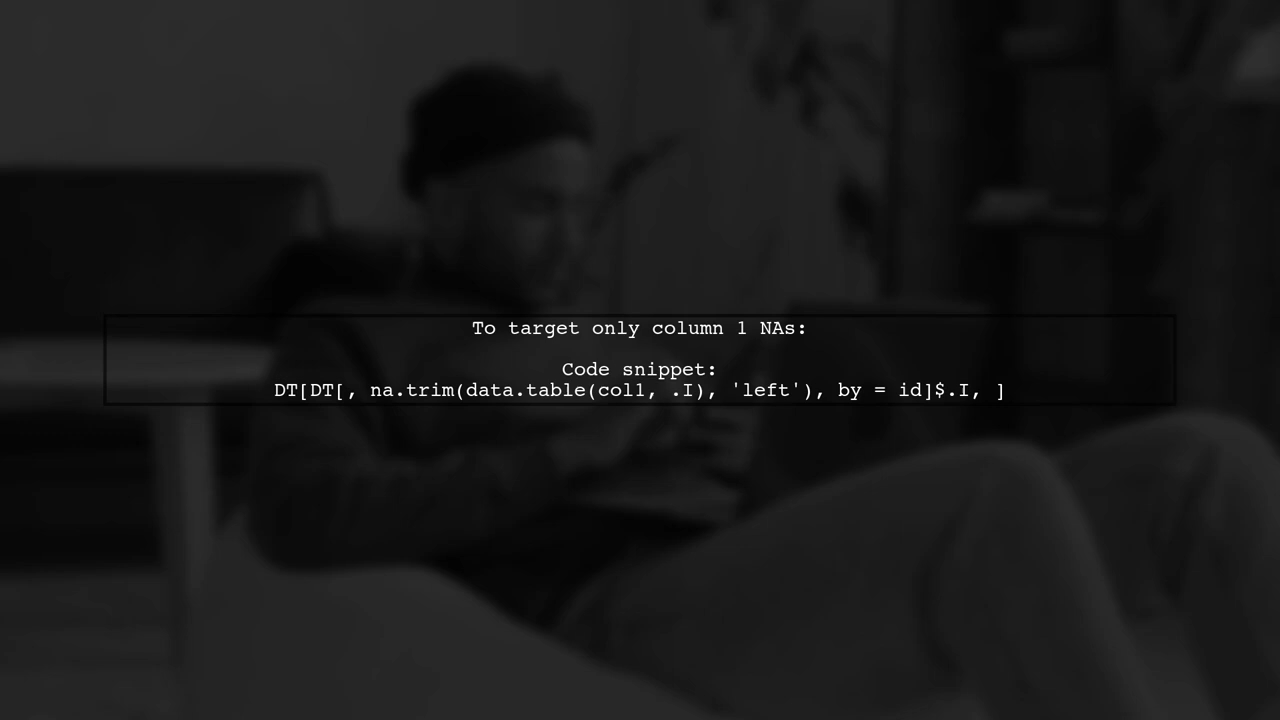 To target only column 1 NAs:
Code snippet:
DT[DT[, na.trim(data.table(col1, .I), 'left'), by = id]$.I, ]